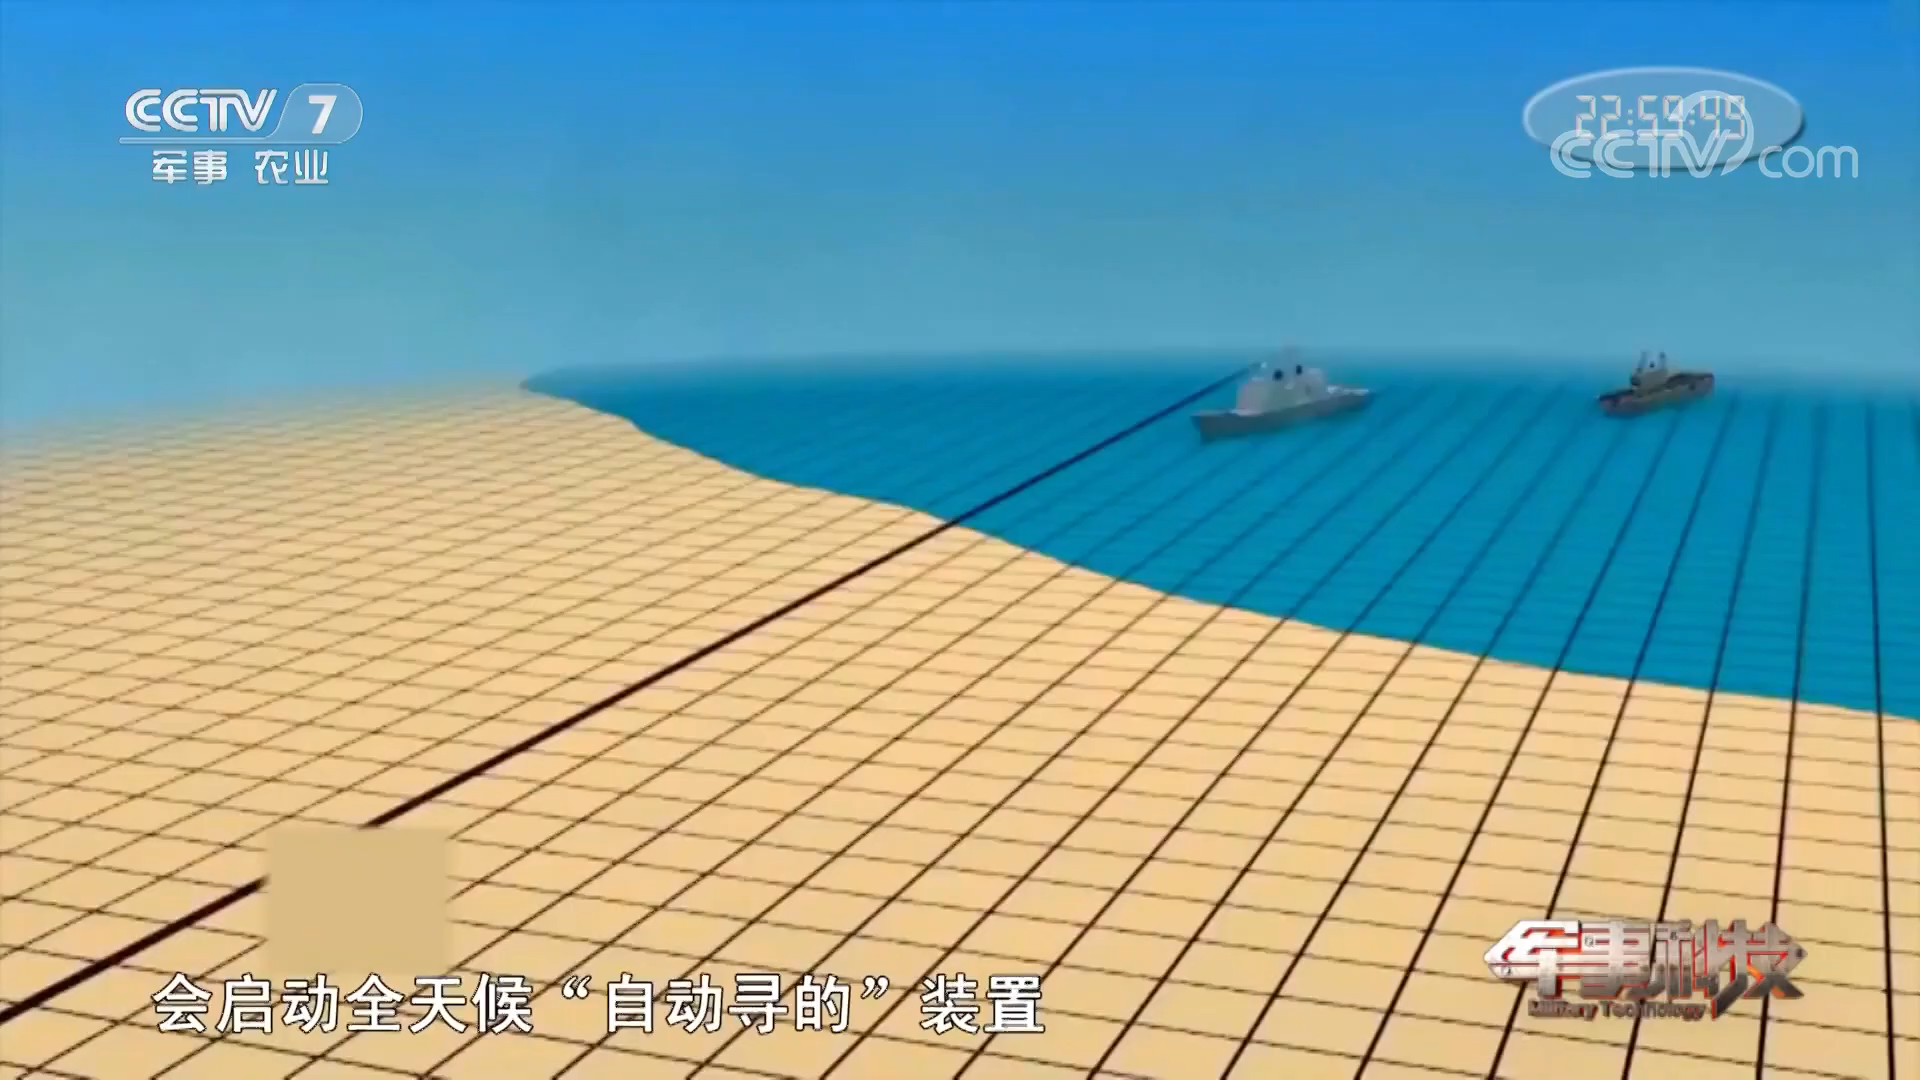 CCTV 7
军事 农业
22:59:49
CCTV.com
会启动全天候“自动寻的”装置
军事科技
Military Technology